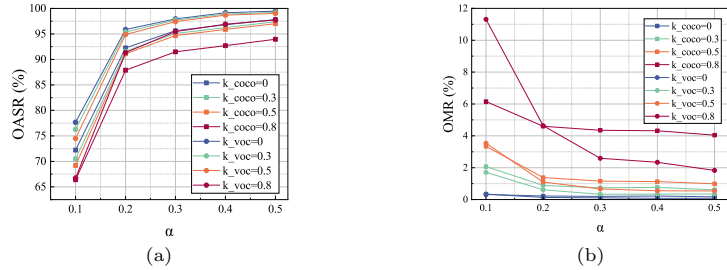 100
95
90
85
80
75
70
65
OASR (%)
k_coco=0
k_coco=0.3
k_coco=0.5
k_coco=0.8
k_voc=0
k_voc=0.3
k_voc=0.5
k_voc=0.8
0.1 0.2 0.3 0.4 0.5
α
(a)
12
10
8
6
4
2
0
OMR (%)
k_coco=0
k_coco=0.3
k_coco=0.5
k_coco=0.8
k_voc=0
k_voc=0.3
k_voc=0.5
k_voc=0.8
0.1 0.2 0.3 0.4 0.5
α
(b)